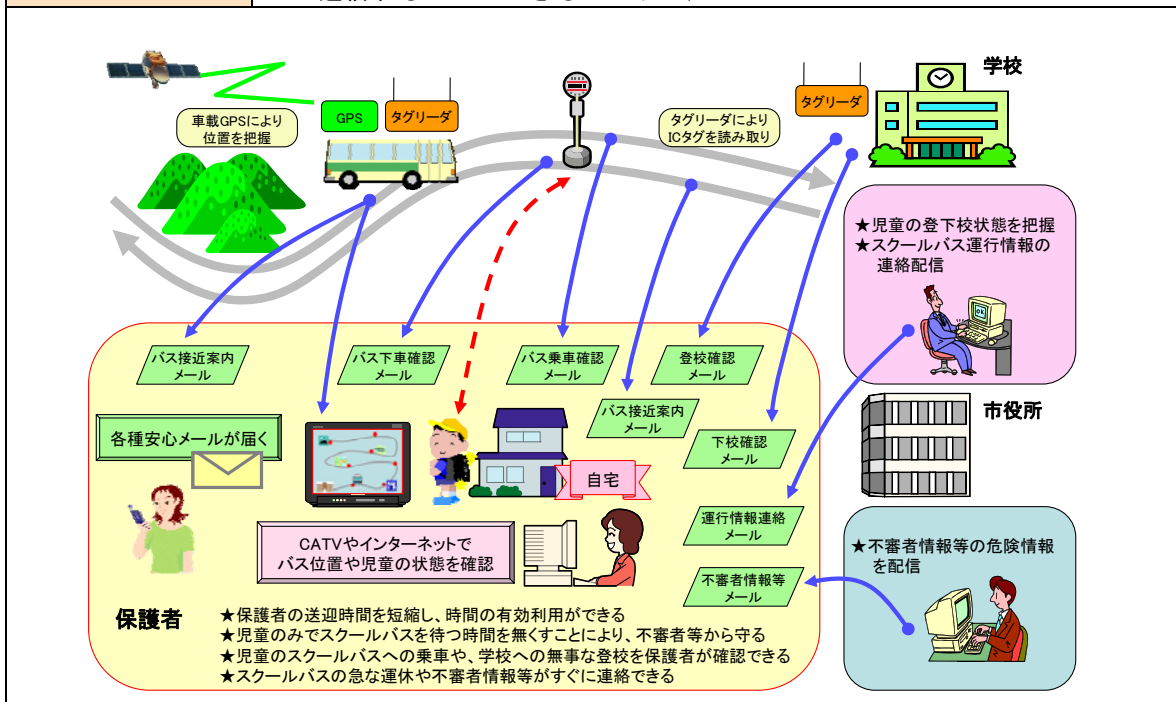 学校
車載GPSにより
位置を把握
GPS
タグリーダ
タグリーダにより
ICタグを読み取り
タグリーダ
★児童の登下校状態を把握
★スクールバス運行情報の
連絡配信
バス接近案内
メール
バス下車確認
メール
バス乗車確認
メール
登校確認
メール
バス接近案内
メール
下校確認
メール
市役所
各種安心メールが届く
自宅
CATVやインターネットで
バス位置や児童の状態を確認
運行情報連絡
メール
不審者情報等
メール
★不審者情報等の危険情報
を配信
保護者
★保護者の送迎時間を短縮し、時間の有効利用ができる
★児童のみでスクールバスを待つ時間を無くすことにより、不審者等から守る
★児童のスクールバスへの乗車や、学校への無事な登校を保護者が確認できる
★スクールバスの急な運休や不審者情報等がすぐに連絡できる